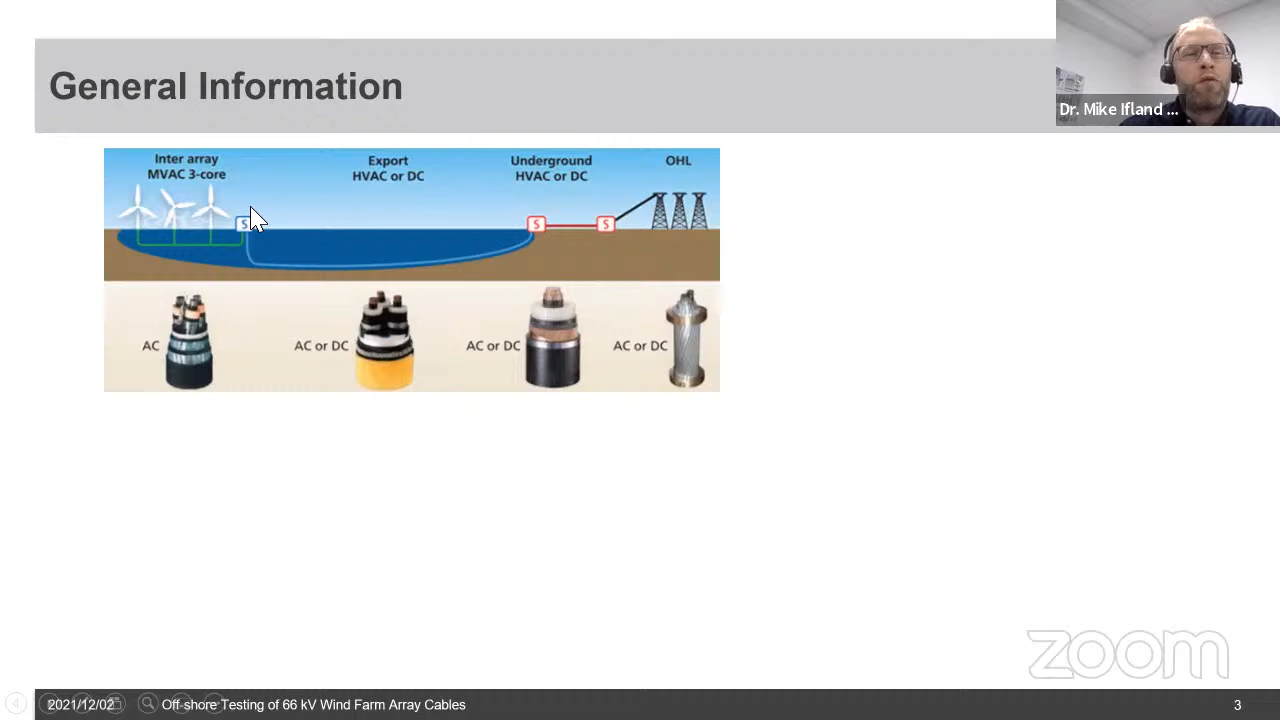 General Information
Dr. Mike Ifland ...
Inter array
MVAC 3-core
Export
HVAC or DC
Underground
HVAC or DC
OHL
S
S
S
AC
AC or DC
AC or DC
AC or DC
zoom
2021/12/02
Off-shore Testing of 66 kV Wind Farm Array Cables
3